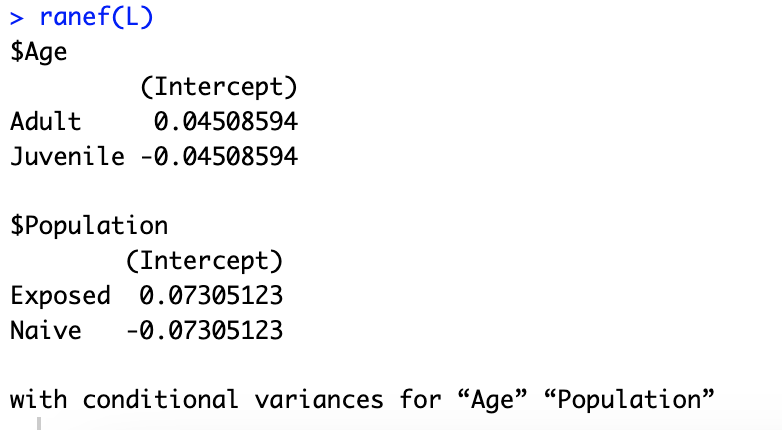 > ranef(L)
$Age
(Intercept)
Adult 0.04508594
Juvenile -0.04508594
$Population
(Intercept)
Exposed 0.07305123
Naive -0.07305123
with conditional variances for “Age” “Population”